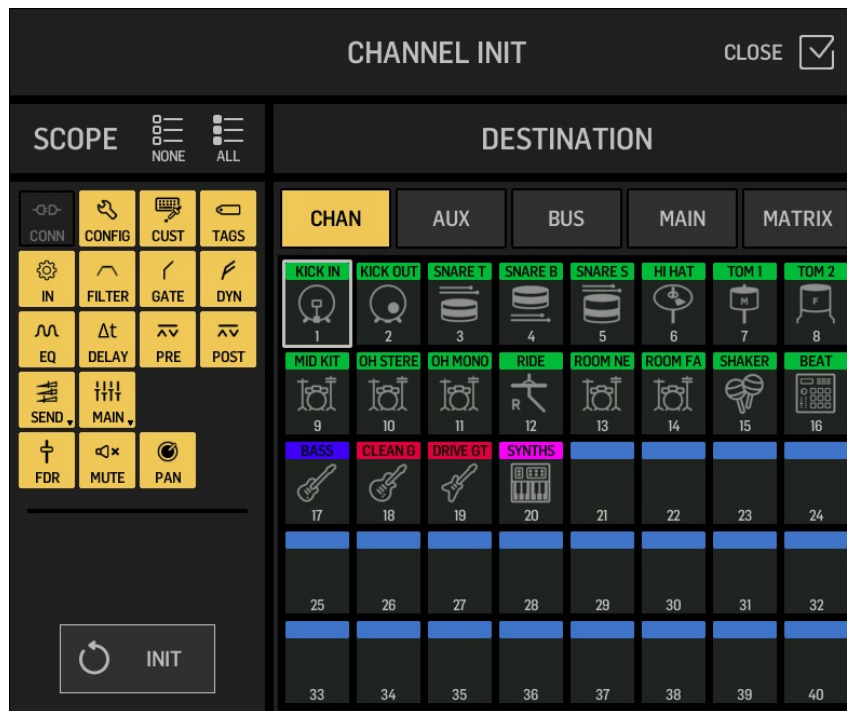 CHANNEL INIT CLOSE
SCOPE NONE ALL DESTINATION
CONN CONFIG CUST TAGS
CHAN AUX BUS MAIN MATRIX
IN FILTER GATE DYN
KICK IN KICK OUT SNARE T SNARE B SNARE S HI HAT TOM 1 TOM 2
M F
1 2 3 4 5 6 7 8
EQ Δt DELAY PRE POST
MID KIT OH STERE OH MONO RIDE ROOM NE ROOM FA SHAKER BEAT
R
9 10 11 12 13 14 15 16
SEND MAIN
FDR MUTE PAN
BASS CLEAN G DRIVE GT SYNTHS
17 18 19 20 21 22 23 24
25 26 27 28 29 30 31 32
INIT
33 34 35 36 37 38 39 40